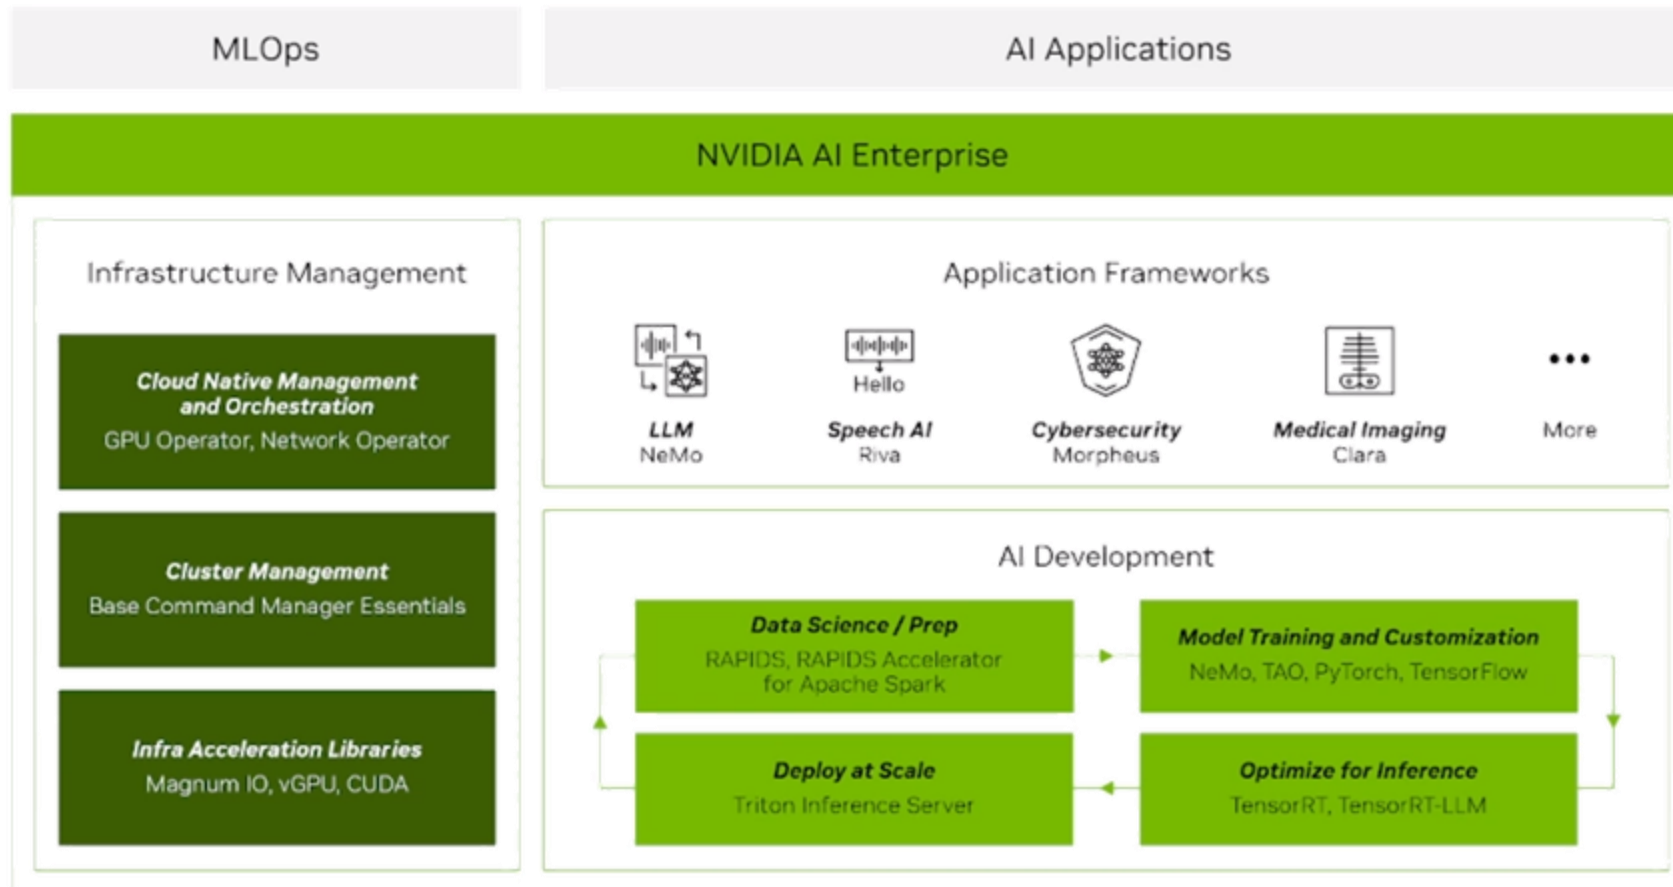 MLOps
AI Applications
NVIDIA AI Enterprise
Infrastructure Management
Cloud Native Management
and Orchestration
GPU Operator, Network Operator
Cluster Management
Base Command Manager Essentials
Infra Acceleration Libraries
Magnum IO, vGPU, CUDA
Application Frameworks
Hello
LLM
NeMo
Speech AI
Riva
Cybersecurity
Morpheus
Medical Imaging
Clara
More
AI Development
Data Science / Prep
RAPIDS, RAPIDS Accelerator
for Apache Spark
Model Training and Customization
NeMo, TAO, PyTorch, TensorFlow
Deploy at Scale
Triton Inference Server
Optimize for Inference
TensorRT, TensorRT-LLM